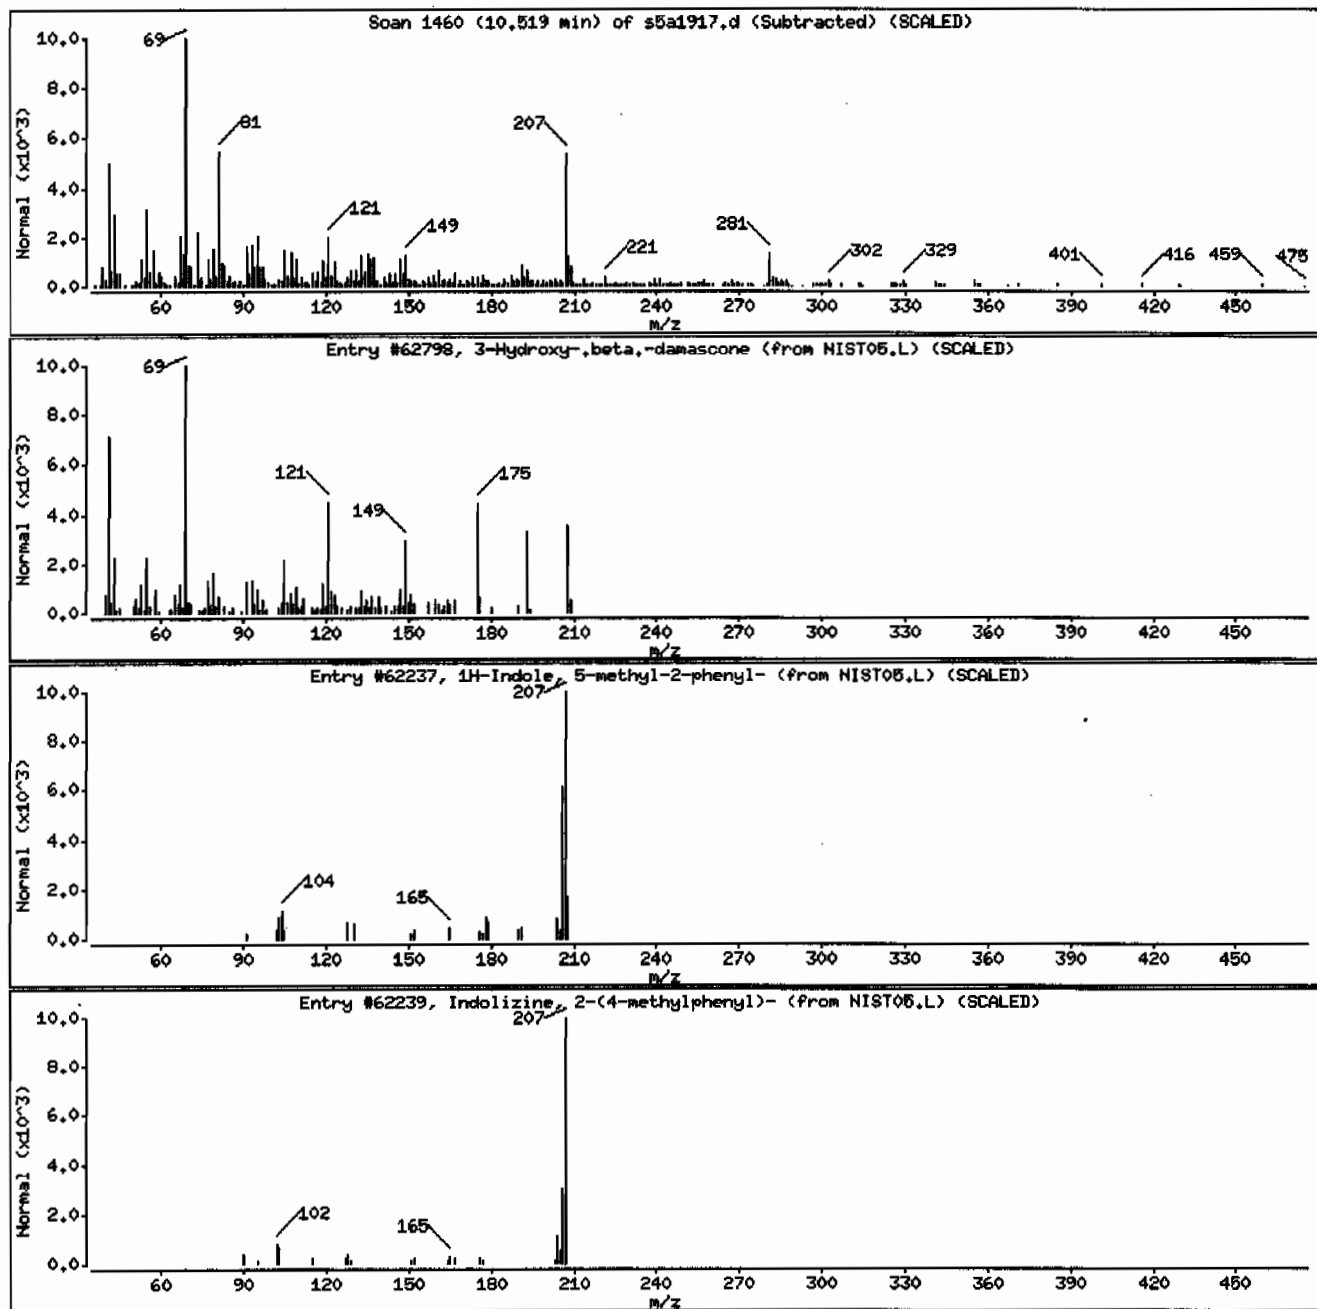 Soan 1460 (10.519 min) of s5a1917.d (Subtracted) (SCALED)
Normal (x10^3)
10.0
8.0
6.0
4.0
2.0
0.0
69
81
121
149
207
221
281
302
329
401
416
459
475
60 90 120 150 180 210 240 270 300 330 360 390 420 450
m/z
Entry #62798, 3-Hydroxy-.beta.-damascone (from NIST05.L) (SCALED)
Normal (x10^3)
10.0
8.0
6.0
4.0
2.0
0.0
69
121
149
175
60 90 120 150 180 210 240 270 300 330 360 390 420 450
m/z
Entry #62237, 1H-Indole, 5-methyl-2-phenyl- (from NIST05.L) (SCALED)
Normal (x10^3)
10.0
8.0
6.0
4.0
2.0
0.0
207
104
165
60 90 120 150 180 210 240 270 300 330 360 390 420 450
m/z
Entry #62239, Indolizine, 2-(4-methylphenyl)- (from NIST05.L) (SCALED)
Normal (x10^3)
10.0
8.0
6.0
4.0
2.0
0.0
207
102
165
60 90 120 150 180 210 240 270 300 330 360 390 420 450
m/z